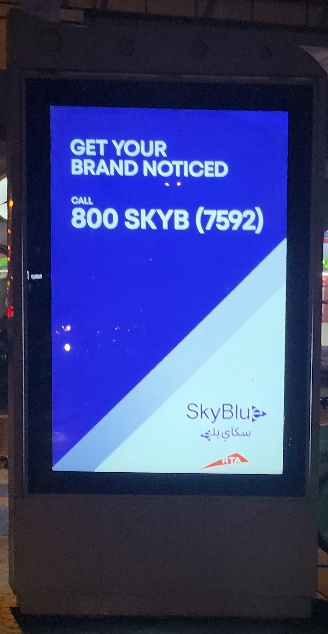 GET YOUR
BRAND NOTICED
CALL
800 SKYB (7592)
SkyBlue
سكاي بلو
RTA